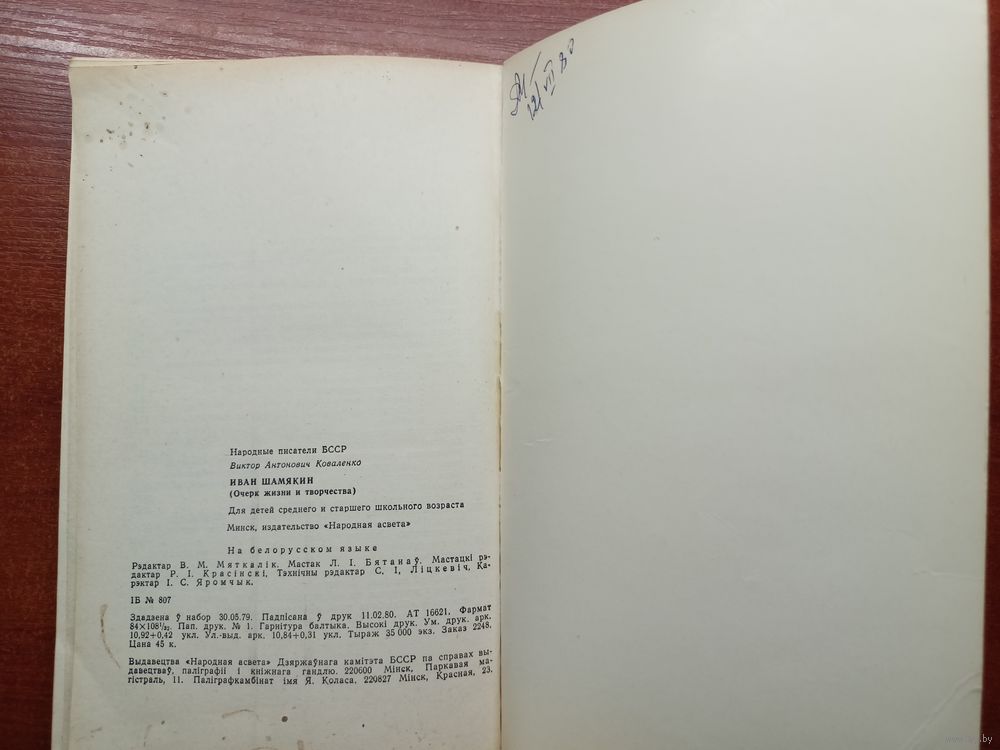 Народные писатели БССР
Виктор Антонович Коваленко
ИВАН ШАМЯКИН
(Очерк жизни и творчества)
Для детей среднего и старшего школьного возраста
Минск, издательство «Народная асвета»
На белорусском языке
Рэдактар В. М. Мяткалік. Мастак Л. І. Бятанаў. Мастацкі рэ-
дактар Р. І. Красінскі. Тэхнічны рэдактар С. І. Ліцкевіч. Ка-
рэктар І. С. Яромчык.
ІБ № 807
Здадзена ў набор 30.05.79. Падпісана ў друк 11.02.80. АТ 16621. Фармат
84×108¹/₃₂. Пап. друк. № 1. Гарнітура балтыка. Высокі друк. Ум. друк. арк.
10,92+0,42 укл. Ул.-выд. арк. 10,84+0,31 укл. Тыраж 35 000 экз. Заказ 2248.
Цана 45 к.
Выдавецтва «Народная асвета» Дзяржаўнага камітэта БССР па справах вы-
давецтваў, паліграфіі і кніжнага гандлю. 220600 Мінск, Паркавая ма-
гістраль, 11. Паліграфкамбінат імя Я. Коласа. 220827 Мінск, Красная, 23.